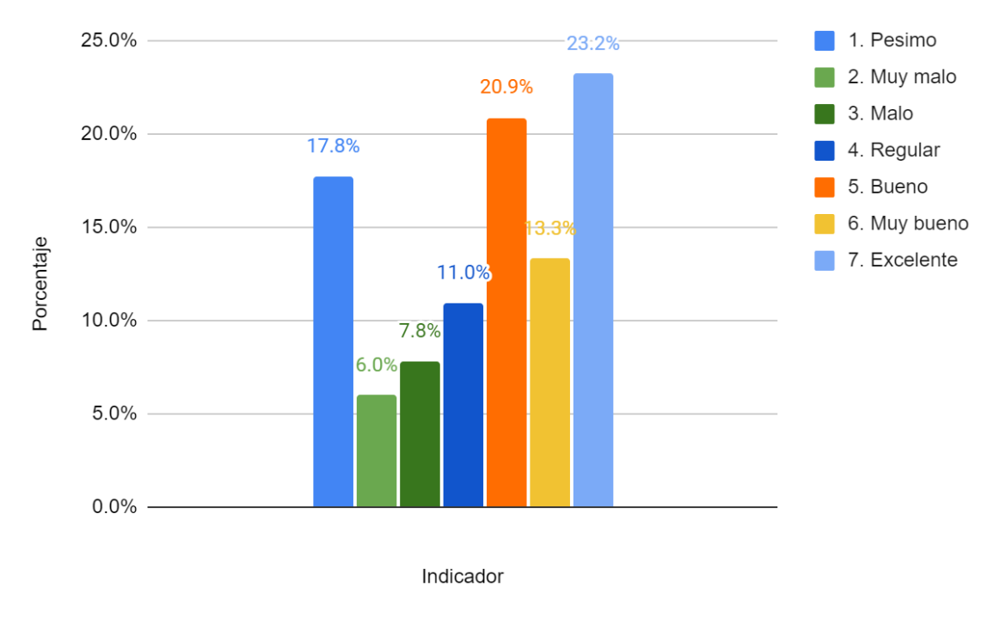 25.0%
20.0%
15.0%
10.0%
5.0%
0.0%
Porcentaje
17.8%
6.0%
7.8%
11.0%
20.9%
13.3%
23.2%
Indicador
1. Pesimo
2. Muy malo
3. Malo
4. Regular
5. Bueno
6. Muy bueno
7. Excelente